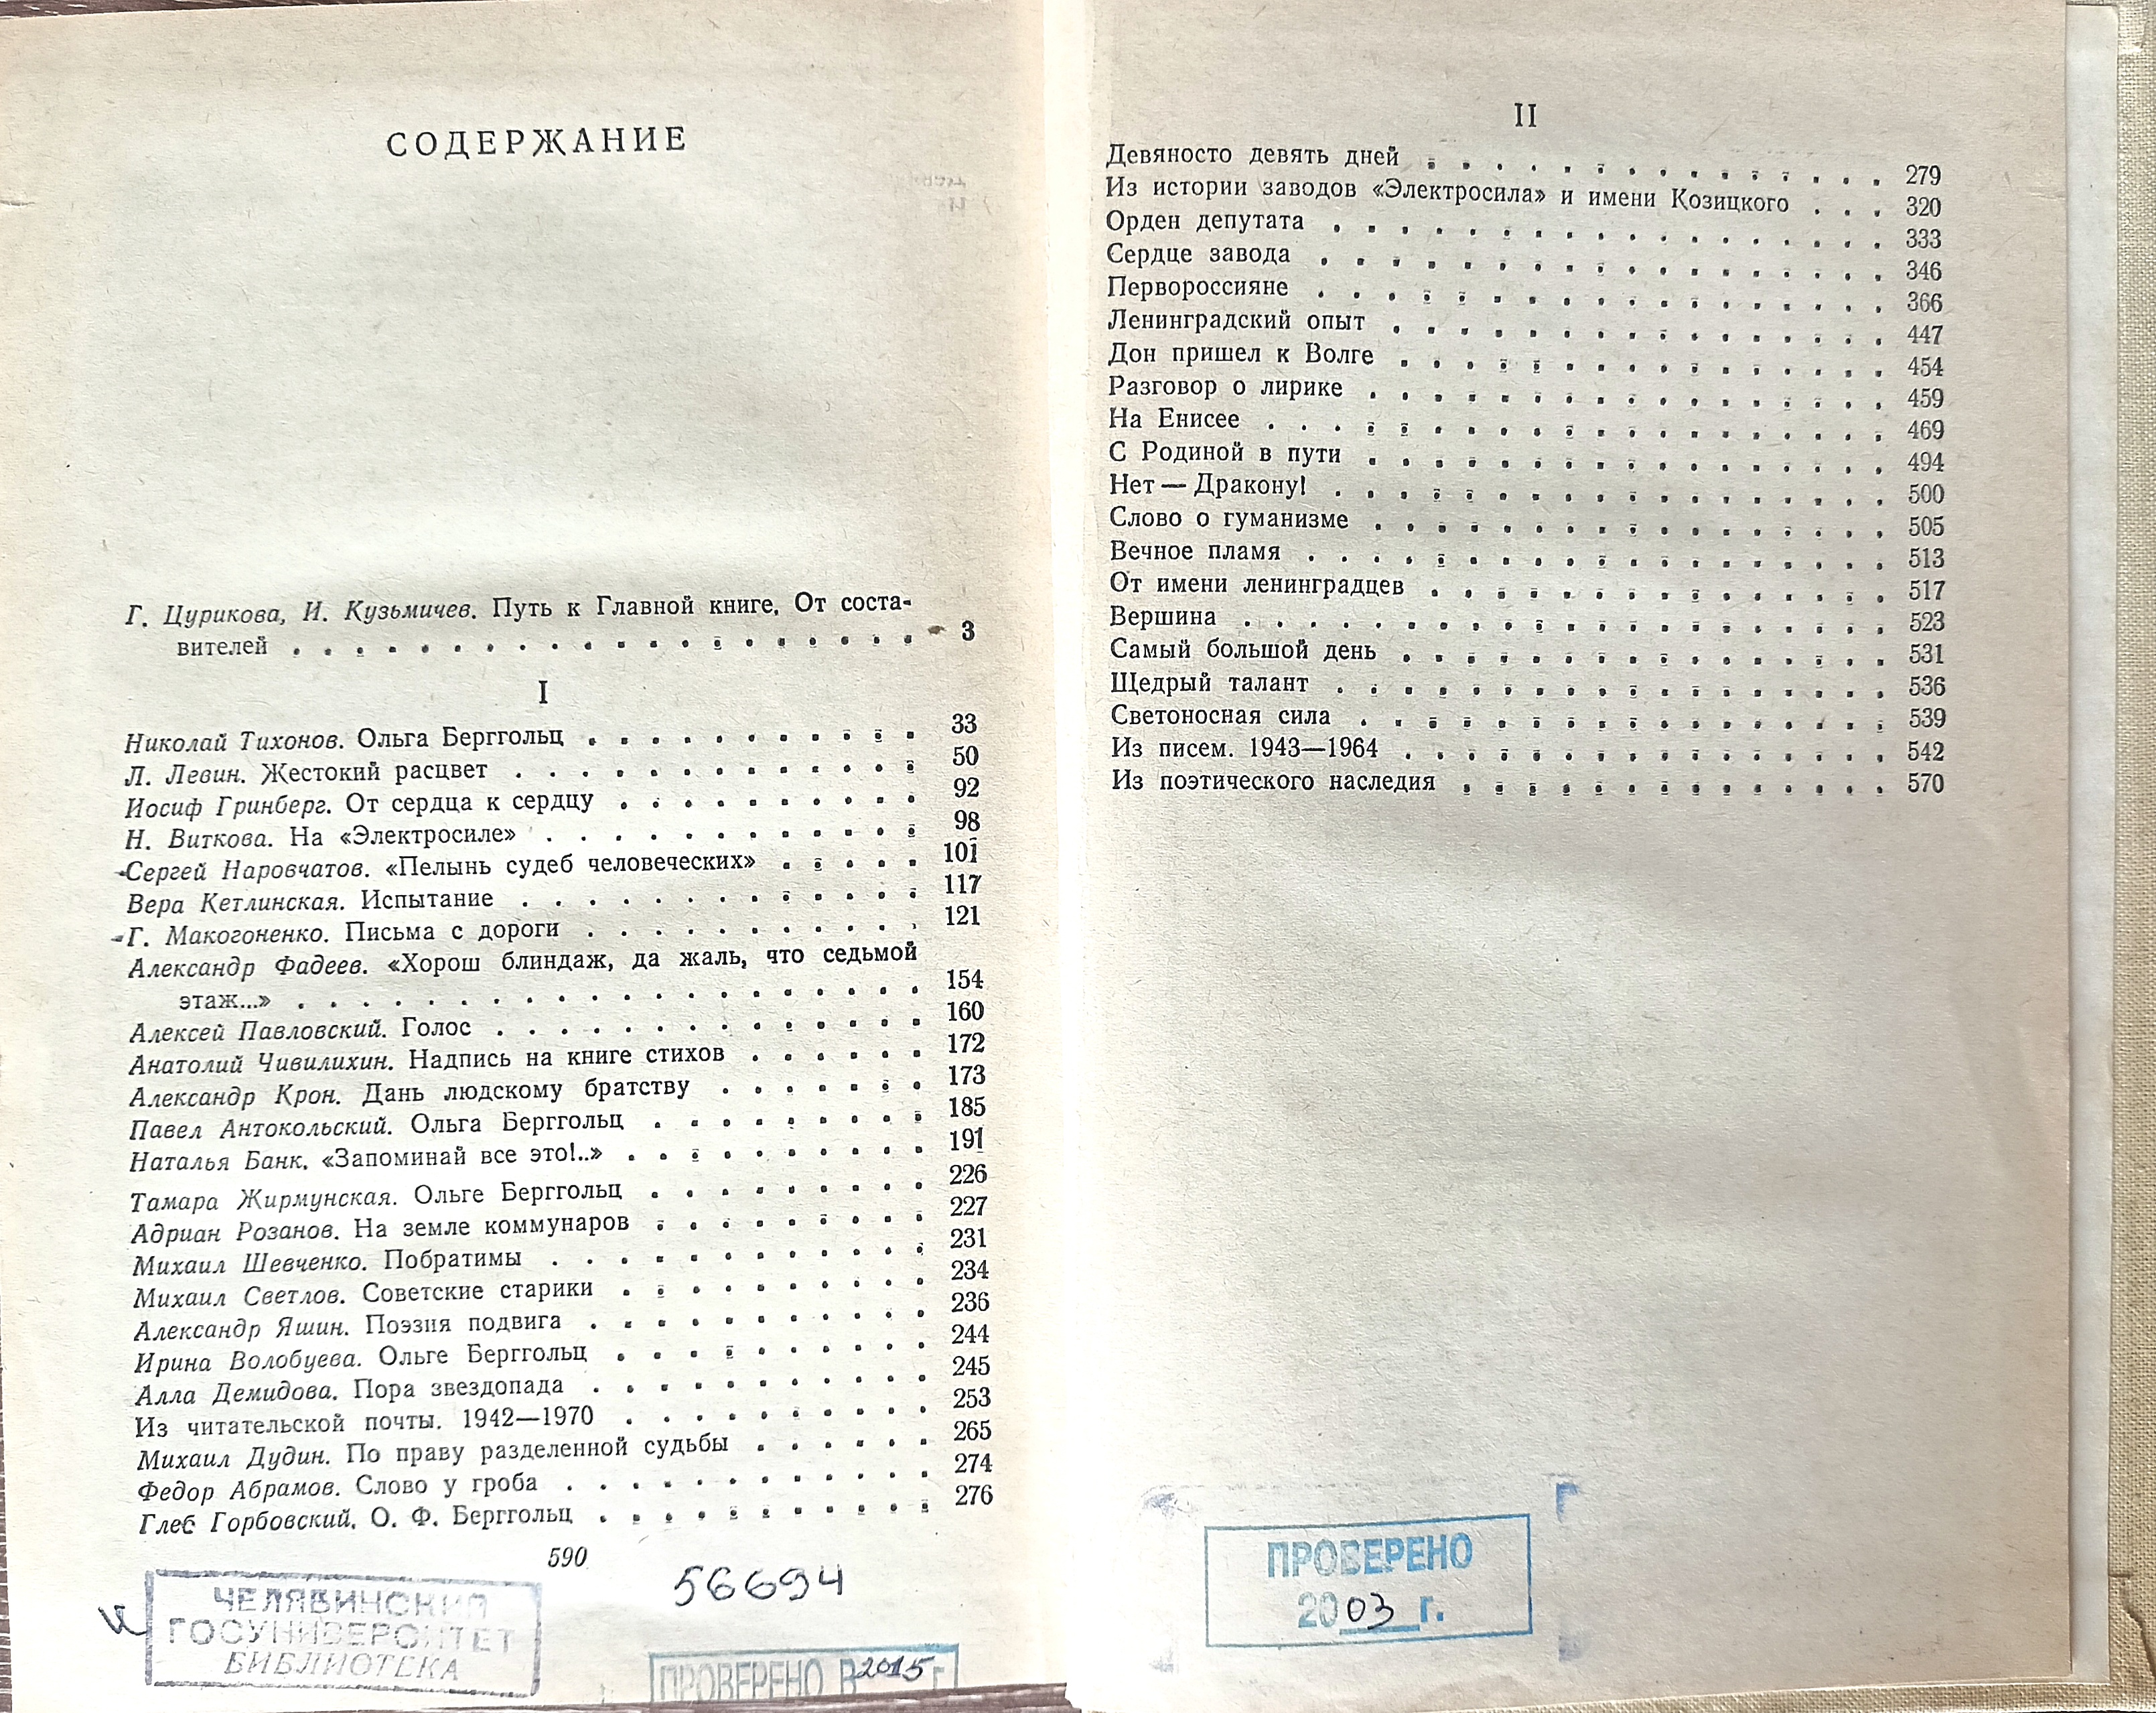 СОДЕРЖАНИЕ
Г. Цурикова, И. Кузьмичев. Путь к Главной книге. От соста-
вителей . . . . . . . . . . . . . . . . . . . 3
I
Николай Тихонов. Ольга Берггольц . . . . . . . . . . . 33
Л. Левин. Жестокий расцвет . . . . . . . . . . . . . 50
Иосиф Гринберг. От сердца к сердцу . . . . . . . . . . 92
Н. Виткова. На «Электросиле» . . . . . . . . . . . . 98
Сергей Наровчатов. «Пелынь судеб человеческих» . . . . . 101
Вера Кетлинская. Испытание . . . . . . . . . . . . . 117
Г. Макогоненко. Письма с дороги . . . . . . . . . . . 121
Александр Фадеев. «Хорош блиндаж, да жаль, что седьмой
этаж...» . . . . . . . . . . . . . . . . . . . . 154
Алексей Павловский. Голос . . . . . . . . . . . . . . 160
Анатолий Чивилихин. Надпись на книге стихов . . . . . . 172
Александр Крон. Дань людскому братству . . . . . . . 173
Павел Антокольский. Ольга Берггольц . . . . . . . . . 185
Наталья Банк. «Запоминай все это!..» . . . . . . . . . . 191
Тамара Жирмунская. Ольге Берггольц . . . . . . . . . 226
Адриан Розанов. На земле коммунаров . . . . . . . . . 227
Михаил Шевченко. Побратимы . . . . . . . . . . . . 231
Михаил Светлов. Советские старики . . . . . . . . . . 234
Александр Яшин. Поэзия подвига . . . . . . . . . . . 236
Ирина Волобуева. Ольге Берггольц . . . . . . . . . . 244
Алла Демидова. Пора звездопада . . . . . . . . . . . 245
Из читательской почты. 1942—1970 . . . . . . . . . . 253
Михаил Дудин. По праву разделенной судьбы . . . . . . 265
Федор Абрамов. Слово у гроба . . . . . . . . . . . . 274
Глеб Горбовский. О. Ф. Берггольц . . . . . . . . . . . 276
590
56694
ЧЕЛЯБИНСКИЙ
ГОСУНИВЕРСИТЕТ
БИБЛИОТЕКА
ПРОВЕРЕНО В 2015 г
II
Девяносто девять дней . . . . . . . . . . . . . . 279
Из истории заводов «Электросила» и имени Козицкого . . . 320
Орден депутата . . . . . . . . . . . . . . . . . 333
Сердце завода . . . . . . . . . . . . . . . . . . 346
Первороссияне . . . . . . . . . . . . . . . . . . 366
Ленинградский опыт . . . . . . . . . . . . . . . 447
Дон пришел к Волге . . . . . . . . . . . . . . . 454
Разговор о лирике . . . . . . . . . . . . . . . . 459
На Енисее . . . . . . . . . . . . . . . . . . . 469
С Родиной в пути . . . . . . . . . . . . . . . . 494
Нет — Дракону! . . . . . . . . . . . . . . . . . 500
Слово о гуманизме . . . . . . . . . . . . . . . . 505
Вечное пламя . . . . . . . . . . . . . . . . . . 513
От имени ленинградцев . . . . . . . . . . . . . . 517
Вершина . . . . . . . . . . . . . . . . . . . . 523
Самый большой день . . . . . . . . . . . . . . . 531
Щедрый талант . . . . . . . . . . . . . . . . . 536
Светоносная сила . . . . . . . . . . . . . . . . 539
Из писем. 1943—1964 . . . . . . . . . . . . . . . 542
Из поэтического наследия . . . . . . . . . . . . . 570
ПРОВЕРЕНО
2003 г.